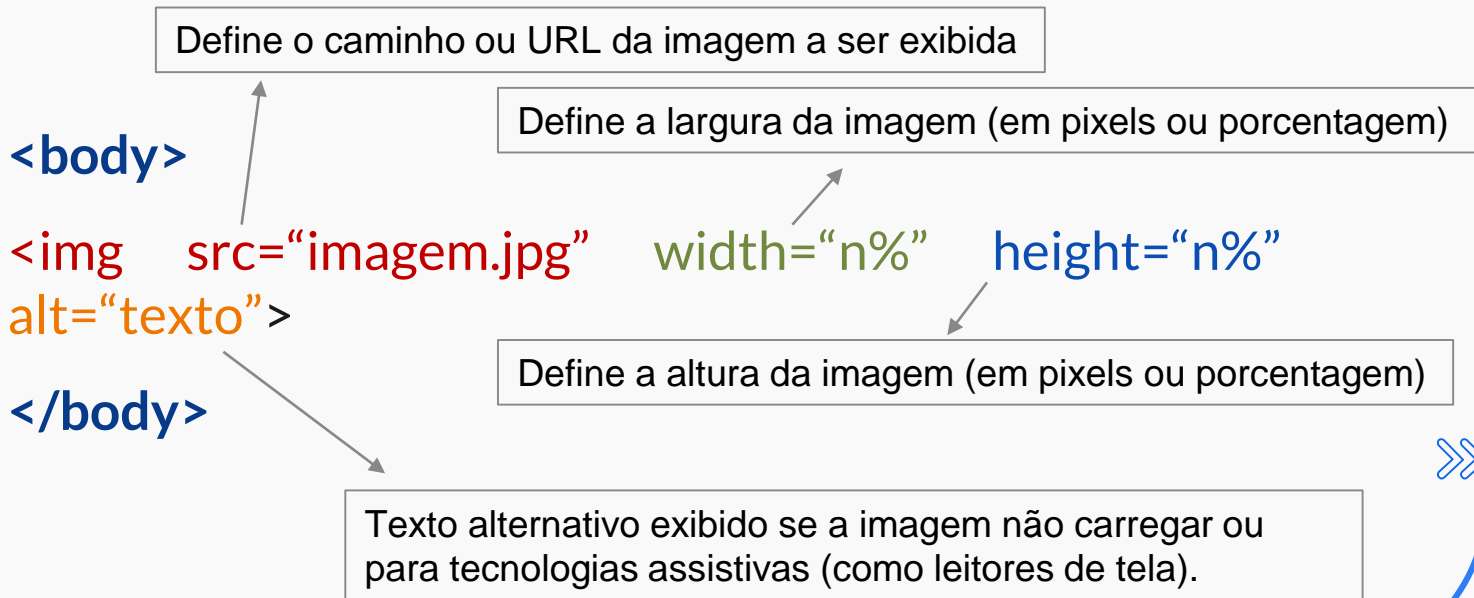 Define o caminho ou URL da imagem a ser exibida
Define a largura da imagem (em pixels ou porcentagem)
<body>
<img src=“imagem.jpg” width=“n%” height=“n%”
alt=“texto”>
Define a altura da imagem (em pixels ou porcentagem)
</body>
Texto alternativo exibido se a imagem não carregar ou
para tecnologias assistivas (como leitores de tela).